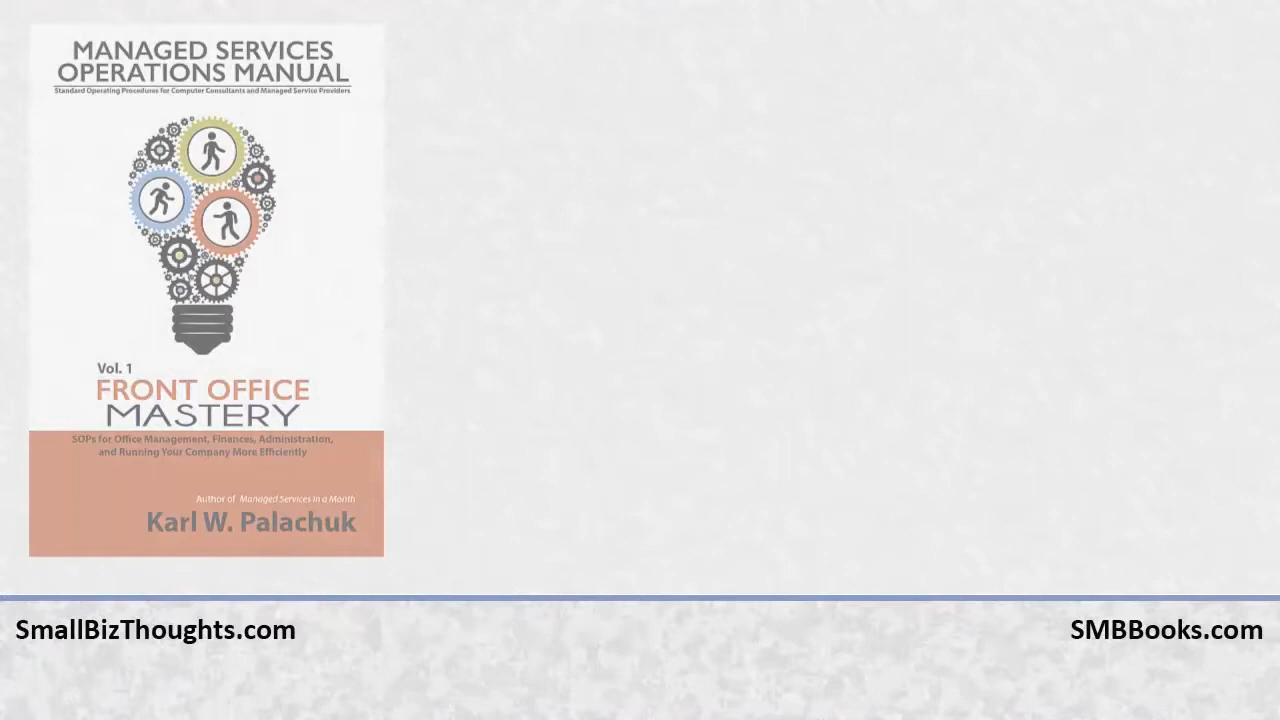 MANAGED SERVICES
OPERATIONS MANUAL
Standard Operating Procedures for Computer Consultants and Managed Service Providers
Vol. 1
FRONT OFFICE
MASTERY
SOPs for Office Management, Finances, Administration,
and Running Your Company More Efficiently
Author of Managed Services in a Month
Karl W. Palachuk
SmallBizThoughts.com
SMBBooks.com